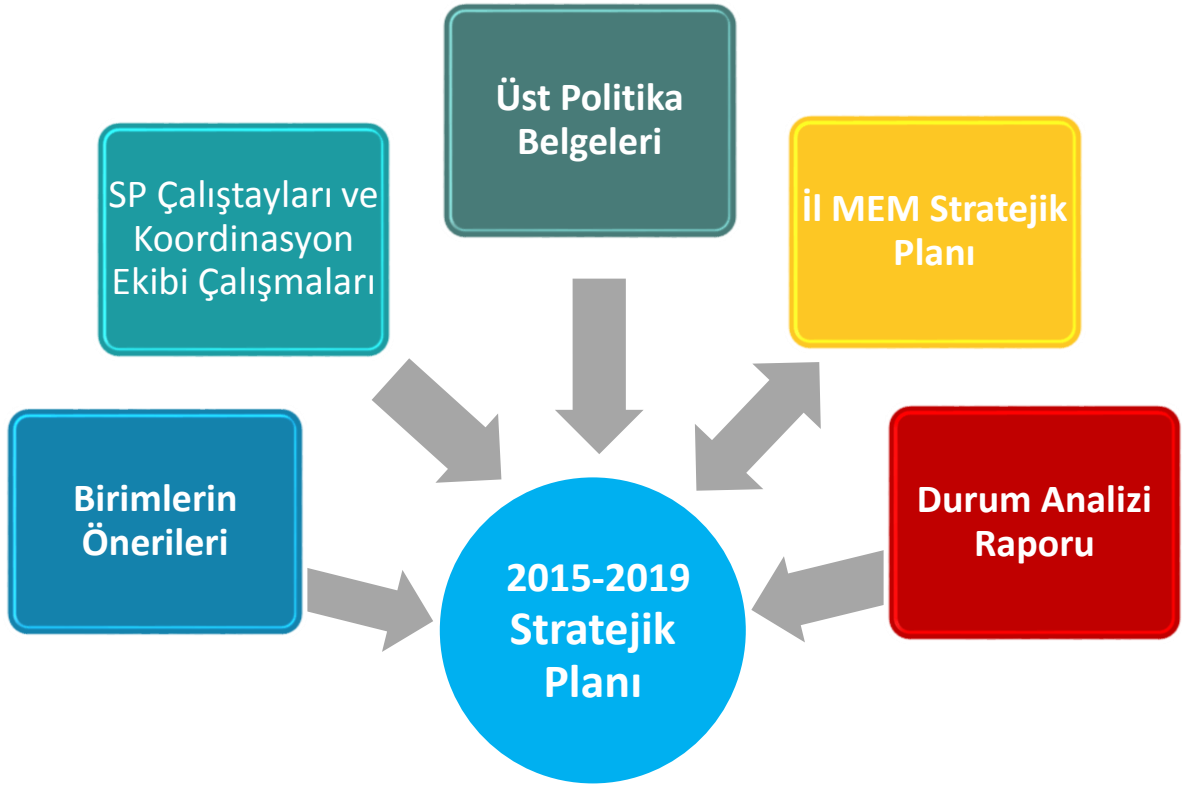 Üst Politika
Belgeleri
SP Çalıştayları ve
Koordinasyon
Ekibi Çalışmaları
İl MEM Stratejik
Planı
Birimlerin
Önerileri
Durum Analizi
Raporu
2015-2019
Stratejik
Planı